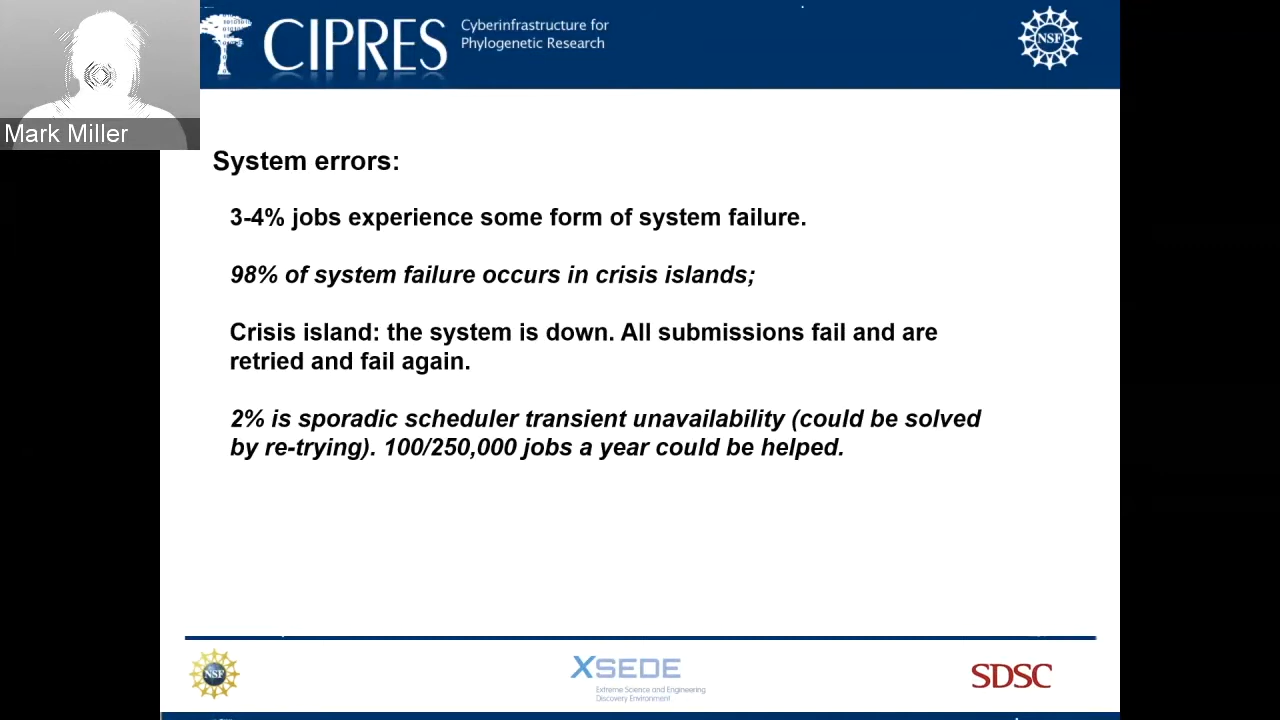 CIPRES
Cyberinfrastructure for
Phylogenetic Research
NSF
Mark Miller
System errors:
3-4% jobs experience some form of system failure.
98% of system failure occurs in crisis islands;
Crisis island: the system is down. All submissions fail and are
retried and fail again.
2% is sporadic scheduler transient unavailability (could be solved
by re-trying). 100/250,000 jobs a year could be helped.
NSF
XSEDE
Extreme Science and Engineering
Discovery Environment
SDSC